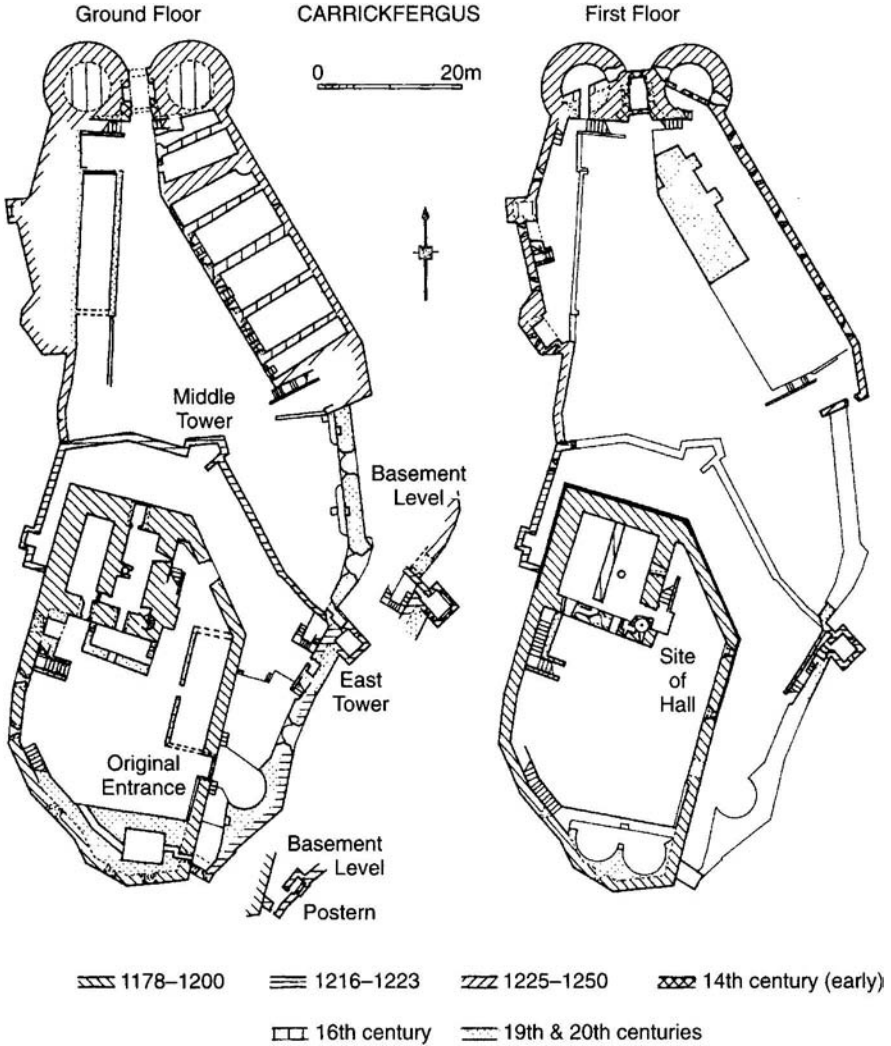 Ground Floor
CARRICKFERGUS
First Floor
0 20m
Middle
Tower
Basement
Level
East
Tower
Site
of
Hall
Original
Entrance
Basement
Level
Postern
1178–1200
1216–1223
1225–1250
14th century (early)
16th century
19th & 20th centuries